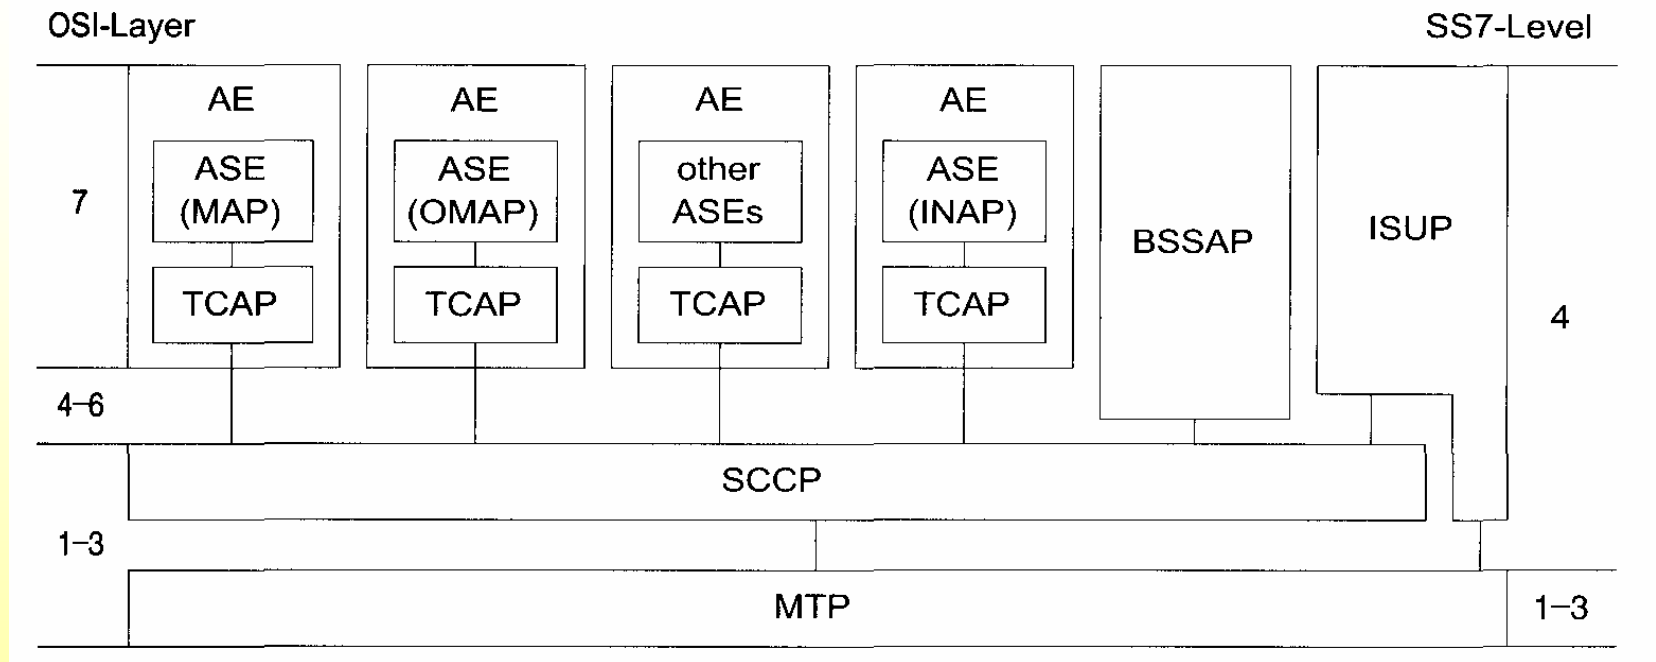 OSI-Layer
SS7-Level
AE
AE
AE
AE
ASE
(MAP)
ASE
(OMAP)
other
ASEs
ASE
(INAP)
TCAP
TCAP
TCAP
TCAP
BSSAP
ISUP
7
4
4–6
SCCP
1–3
MTP
1–3